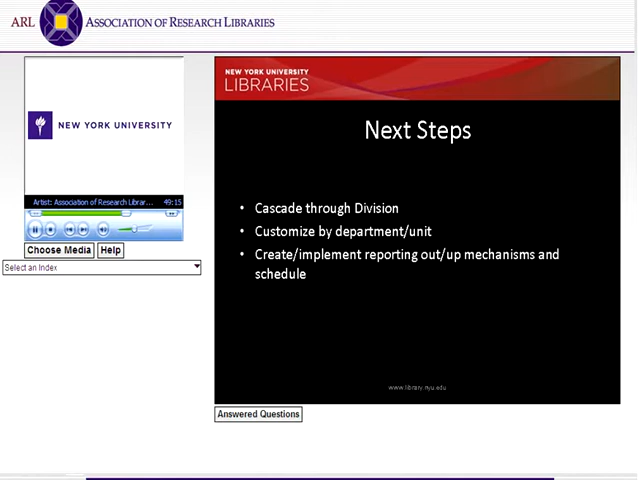 ARL ASSOCIATION OF RESEARCH LIBRARIES
NEW YORK UNIVERSITY
Artist: Association of Research Librar... 49:15
Choose Media Help
Select an Index
NEW YORK UNIVERSITY
LIBRARIES
Next Steps
• Cascade through Division
• Customize by department/unit
• Create/implement reporting out/up mechanisms and
schedule
www.library.nyu.edu
Answered Questions